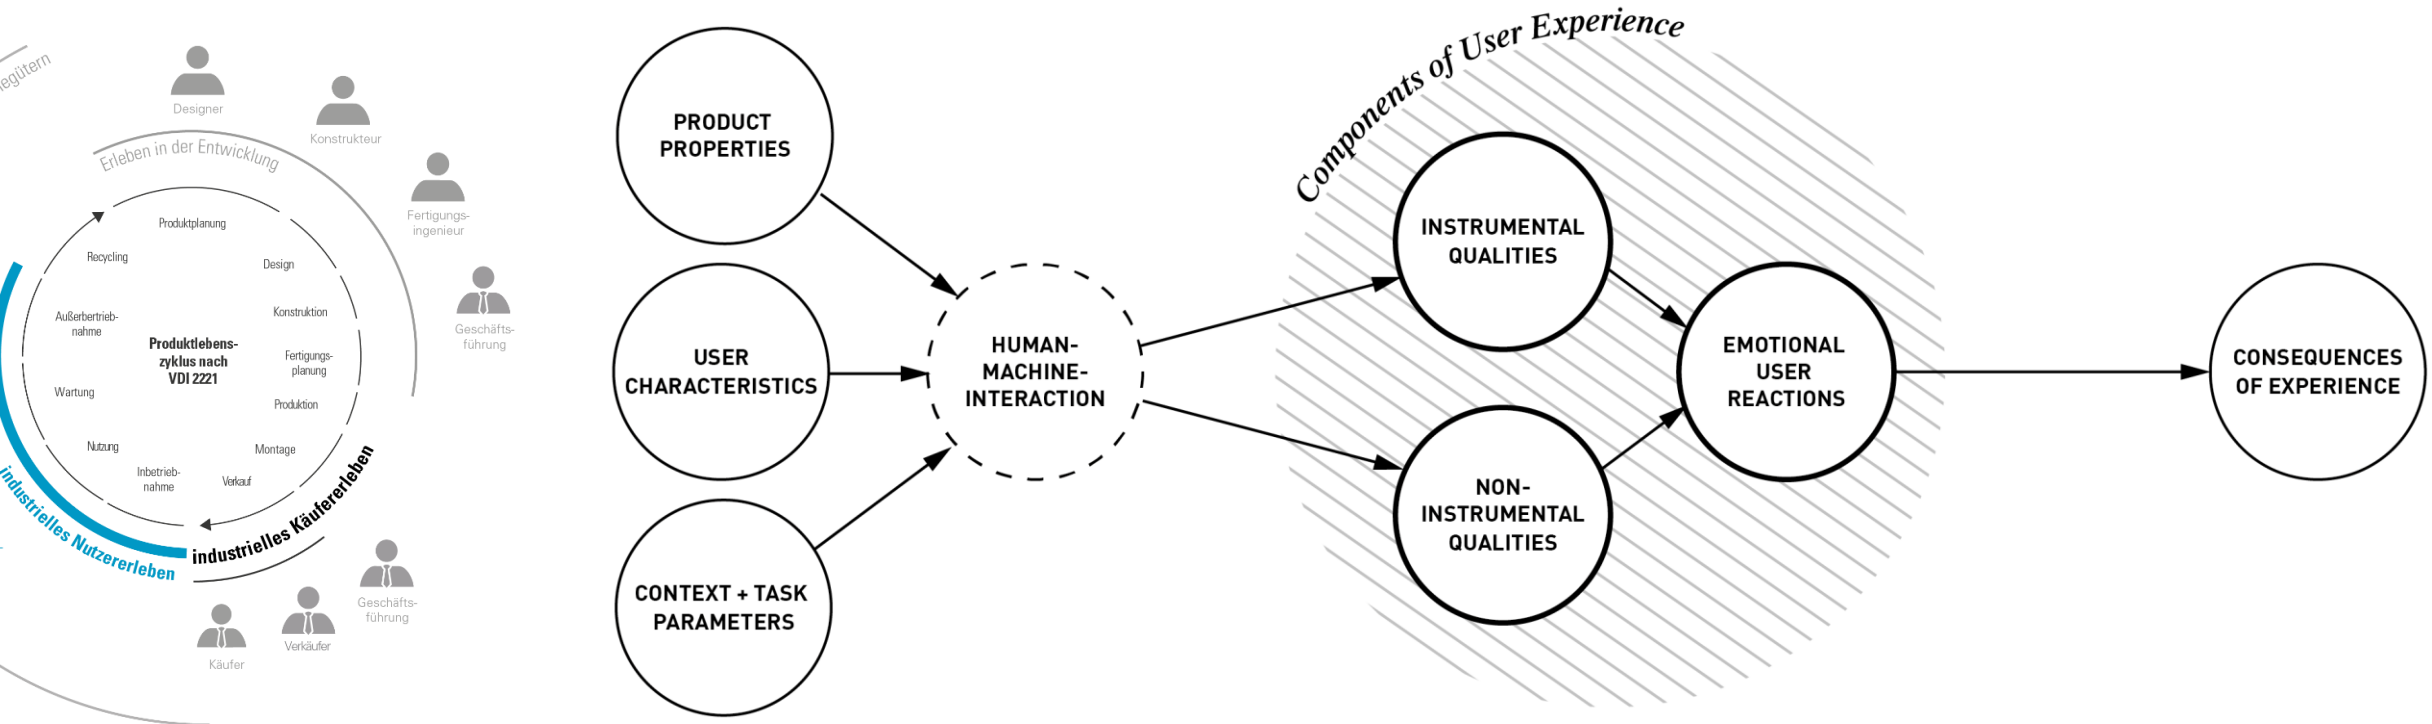 egütern
Designer
Konstrukteur
Fertigungs-
ingenieur
Geschäfts-
führung
Erleben in der Entwicklung
Produktplanung
Design
Konstruktion
Fertigungs-
planung
Produktion
Montage
Verkauf
Inbetrieb-
nahme
Nutzung
Wartung
Außerbertrieb-
nahme
Recycling
Produktlebens-
zyklus nach
VDI 2221
industrielles Nutzererleben
industrielles Käufererleben
Geschäfts-
führung
Verkäufer
Käufer
PRODUCT
PROPERTIES
USER
CHARACTERISTICS
CONTEXT + TASK
PARAMETERS
HUMAN-
MACHINE-
INTERACTION
Components of User Experience
INSTRUMENTAL
QUALITIES
NON-
INSTRUMENTAL
QUALITIES
EMOTIONAL
USER
REACTIONS
CONSEQUENCES
OF EXPERIENCE